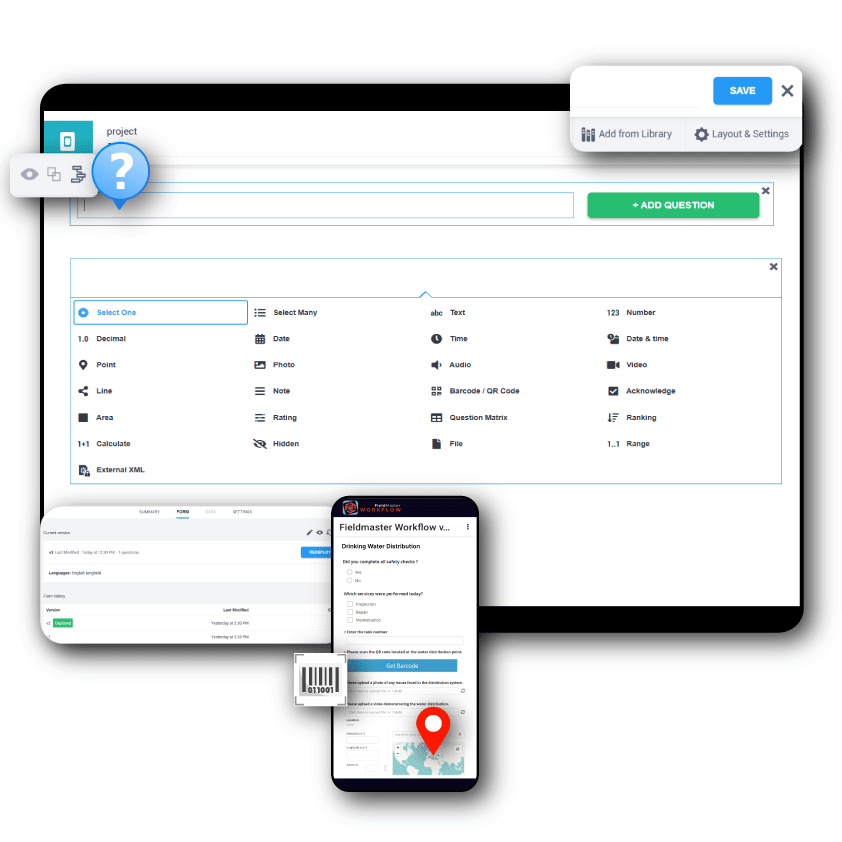 SAVE
Add from Library
Layout & Settings
project
?
+ ADD QUESTION
Select One
Select Many
abc Text
123 Number
1.0 Decimal
Date
Time
Date & time
Point
Photo
Audio
Video
Line
Note
Barcode / QR Code
Acknowledge
Area
Rating
Question Matrix
Ranking
1+1 Calculate
Hidden
File
1..1 Range
External XML
SUMMARY FORM DATA SETTINGS
Current version
v2 Last Modified : Today at 12:30 PM - 1 questions
REDEPLOY
Languages: English (english)
Form history
Version Last Modified
v2 Deployed Yesterday at 2:30 PM
Yesterday at 2:26 PM
FieldMaster
WORKFLOW
Fieldmaster Workflow v...
Drinking Water Distribution
Did you complete all safety checks ?
Yes
No
Which services were performed today?
Inspection
Repair
Maintenance
* Enter the tank number
Please scan the QR code located at the water distribution point.
Get Barcode
011001
Please upload a photo of any issues faced in the distribution system.
Please upload a video demonstrating the water distribution.
Location